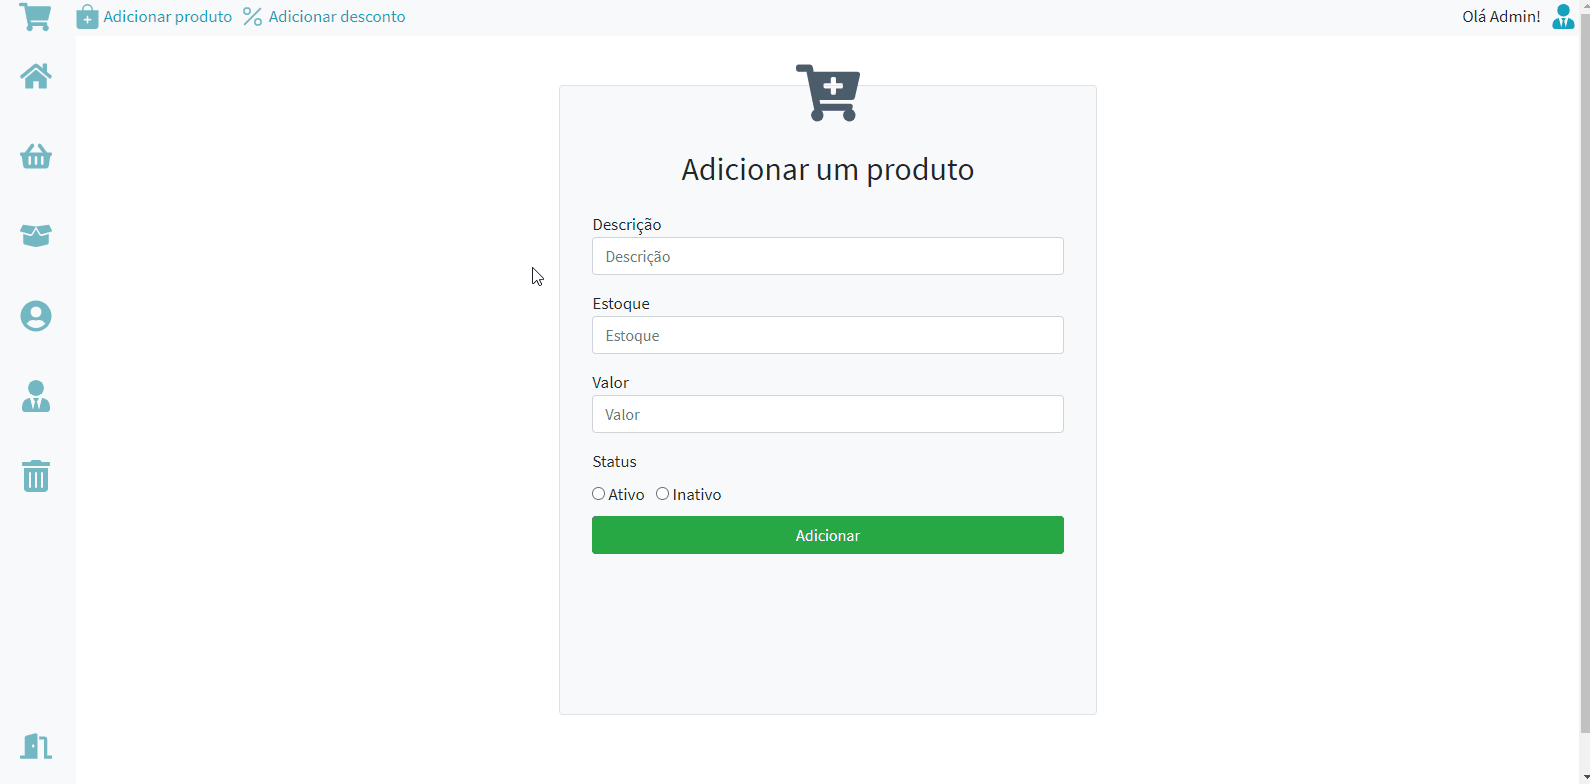 Adicionar produto Adicionar desconto Olá Admin!
Adicionar um produto
Descrição
Descrição
Estoque
Estoque
Valor
Valor
Status
Ativo Inativo
Adicionar